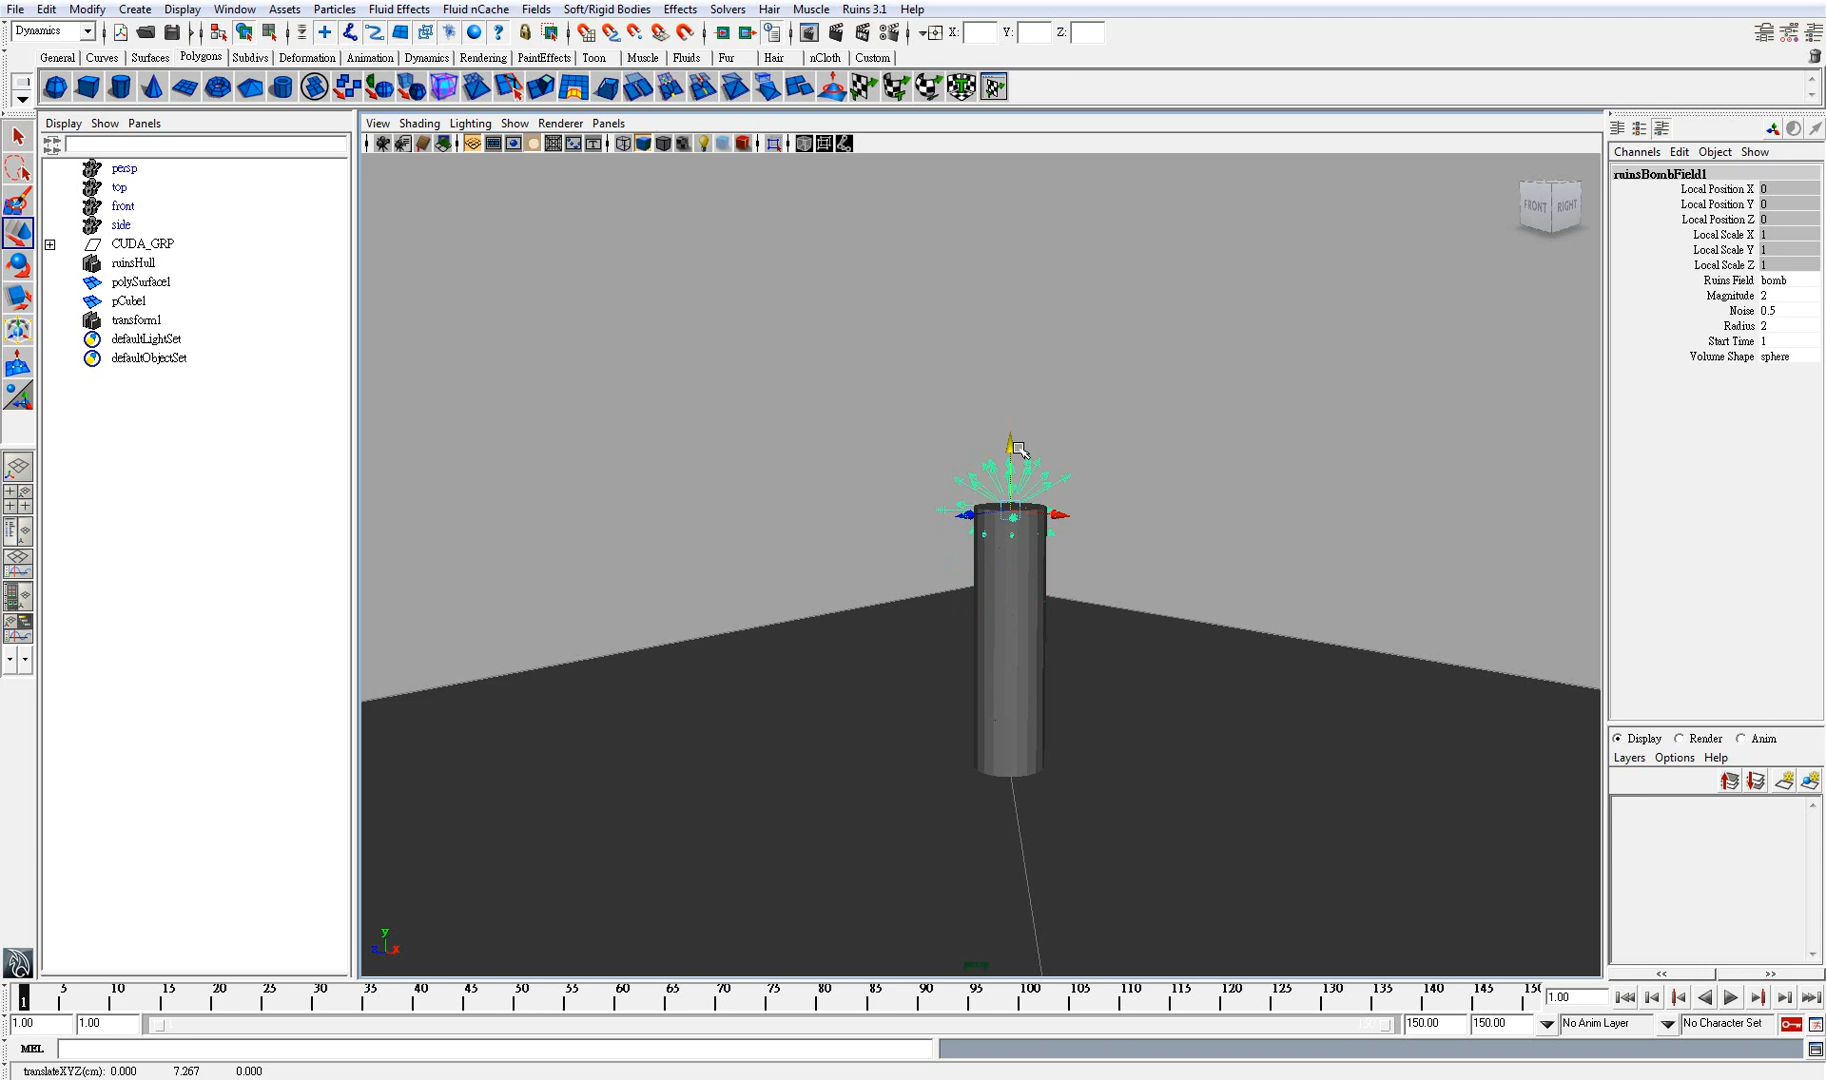 File Edit Modify Create Display Window Assets Particles Fluid Effects Fluid nCache Fields Soft/Rigid Bodies Effects Solvers Hair Muscle Ruins 3.1 Help
Dynamics X: Y: Z:
General Curves Surfaces Polygons Subdivs Deformation Animation Dynamics Rendering PaintEffects Toon Muscle Fluids Fur Hair nCloth Custom
Display Show Panels
View Shading Lighting Show Renderer Panels
persp
top
front
side
CUDA_GRP
ruinsHull
polySurface1
pCube1
transform1
defaultLightSet
defaultObjectSet
FRONT RIGHT
y
z x
persp
Channels Edit Object Show
ruinsBombField1
Local Position X 0
Local Position Y 0
Local Position Z 0
Local Scale X 1
Local Scale Y 1
Local Scale Z 1
Ruins Field bomb
Magnitude 2
Noise 0.5
Radius 2
Start Time 1
Volume Shape sphere
Display Render Anim
Layers Options Help
<< >>
1 5 10 15 20 25 30 35 40 45 50 55 60 65 70 75 80 85 90 95 100 105 110 115 120 125 130 135 140 145 150 1.00
1.00 1.00 1 150 150.00 150.00 No Anim Layer No Character Set
MEL
translateXYZ(cm): 0.000 7.267 0.000